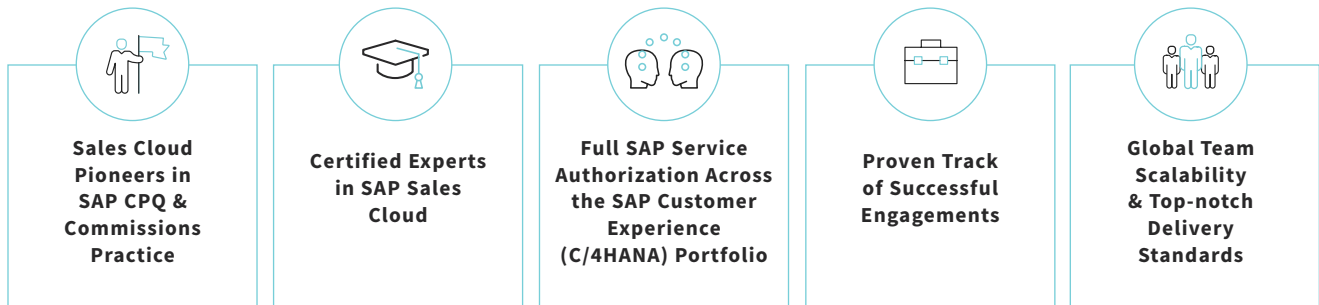 Sales Cloud
Pioneers in
SAP CPQ &
Commissions
Practice
Certified Experts
in SAP Sales
Cloud
Full SAP Service
Authorization Across
the SAP Customer
Experience
(C/4HANA) Portfolio
Proven Track
of Successful
Engagements
Global Team
Scalability
& Top-notch
Delivery
Standards